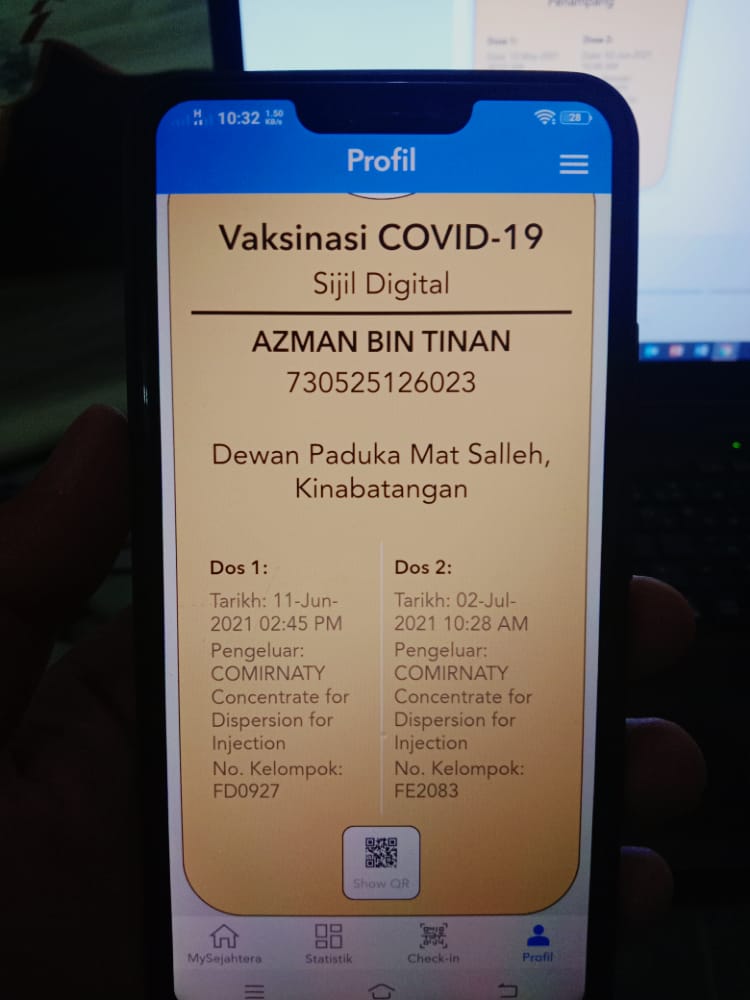 Penampang
Dose 1:
Dose 2:
H 10:32 1.50 KB/s
28
Profil
Vaksinasi COVID-19
Sijil Digital
AZMAN BIN TINAN
730525126023
Dewan Paduka Mat Salleh,
Kinabatangan
Dos 1:
Tarikh: 11-Jun-
2021 02:45 PM
Pengeluar:
COMIRNATY
Concentrate for
Dispersion for
Injection
No. Kelompok:
FD0927
Dos 2:
Tarikh: 02-Jul-
2021 10:28 AM
Pengeluar:
COMIRNATY
Concentrate for
Dispersion for
Injection
No. Kelompok:
FE2083
Show QR
MySejahtera
Statistik
Check-in
Profil